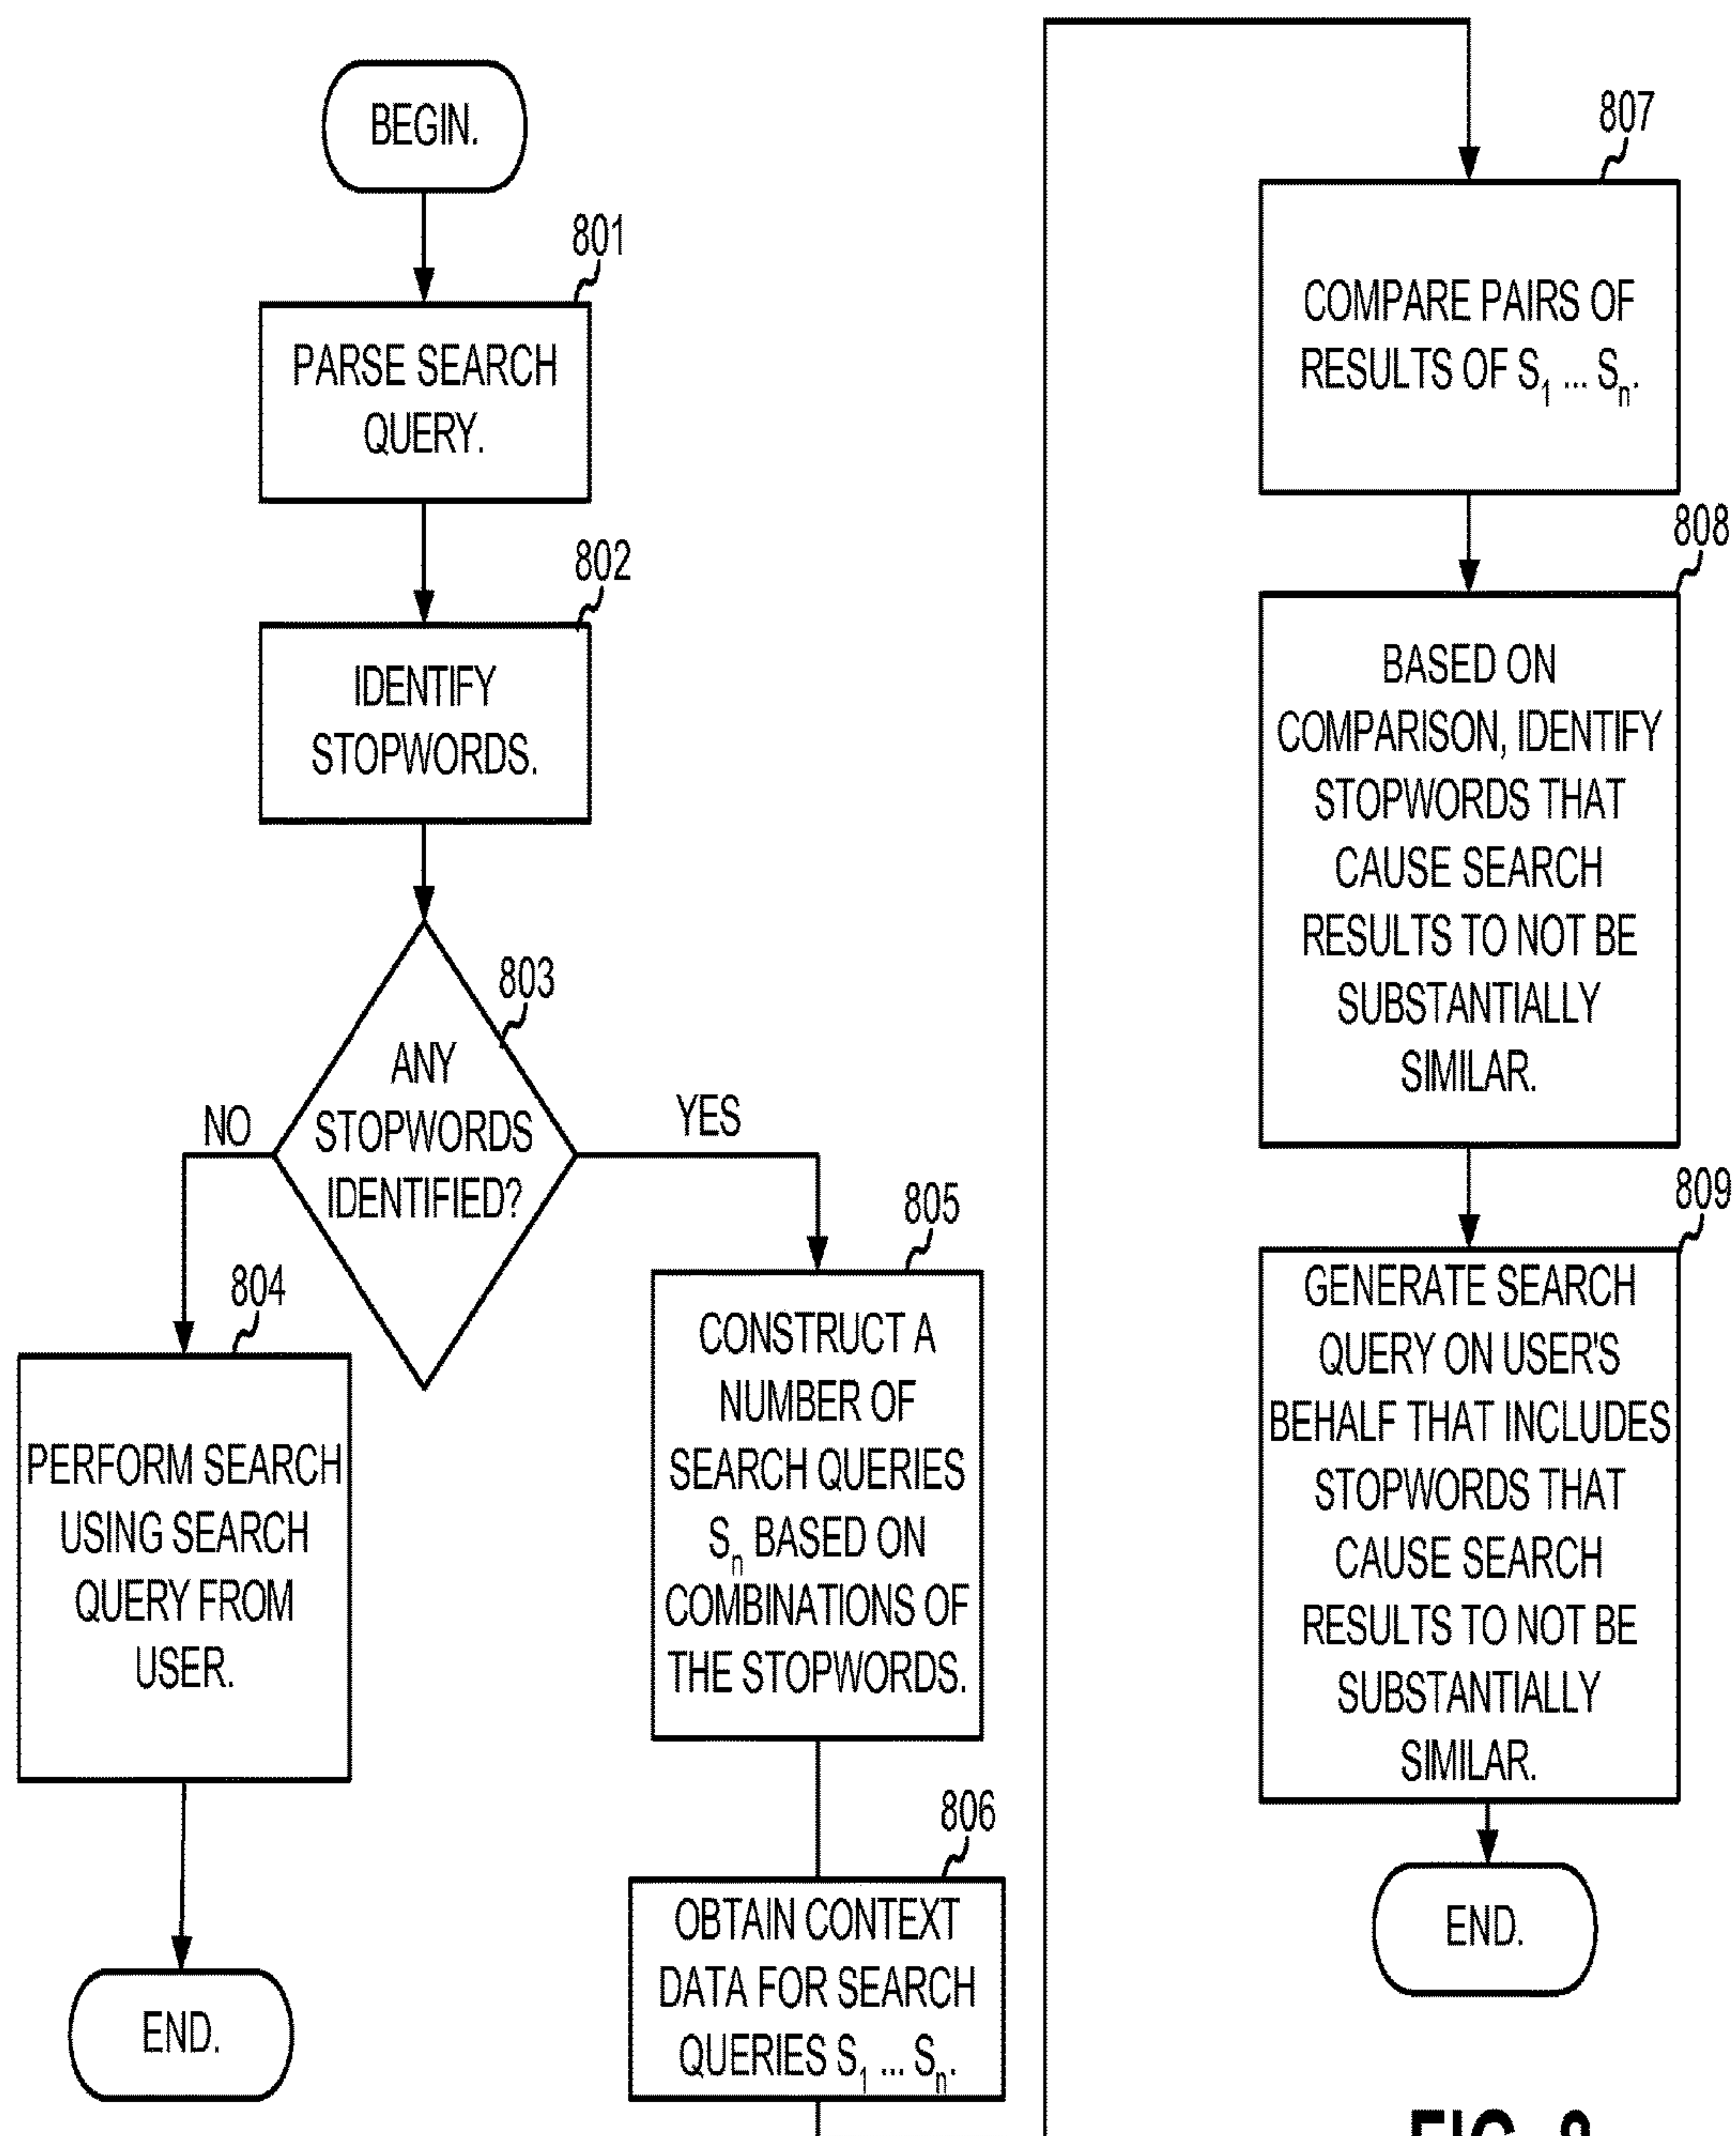 BEGIN.
801
PARSE SEARCH
QUERY.
802
IDENTIFY
STOPWORDS.
803
ANY
STOPWORDS
IDENTIFIED?
NO
YES
804
PERFORM SEARCH
USING SEARCH
QUERY FROM
USER.
END.
805
CONSTRUCT A
NUMBER OF
SEARCH QUERIES
Sn BASED ON
COMBINATIONS OF
THE STOPWORDS.
806
OBTAIN CONTEXT
DATA FOR SEARCH
QUERIES S1 ... Sn.
807
COMPARE PAIRS OF
RESULTS OF S1 ... Sn.
808
BASED ON
COMPARISON, IDENTIFY
STOPWORDS THAT
CAUSE SEARCH
RESULTS TO NOT BE
SUBSTANTIALLY
SIMILAR.
809
GENERATE SEARCH
QUERY ON USER'S
BEHALF THAT INCLUDES
STOPWORDS THAT
CAUSE SEARCH
RESULTS TO NOT BE
SUBSTANTIALLY
SIMILAR.
END.
FIG. 8